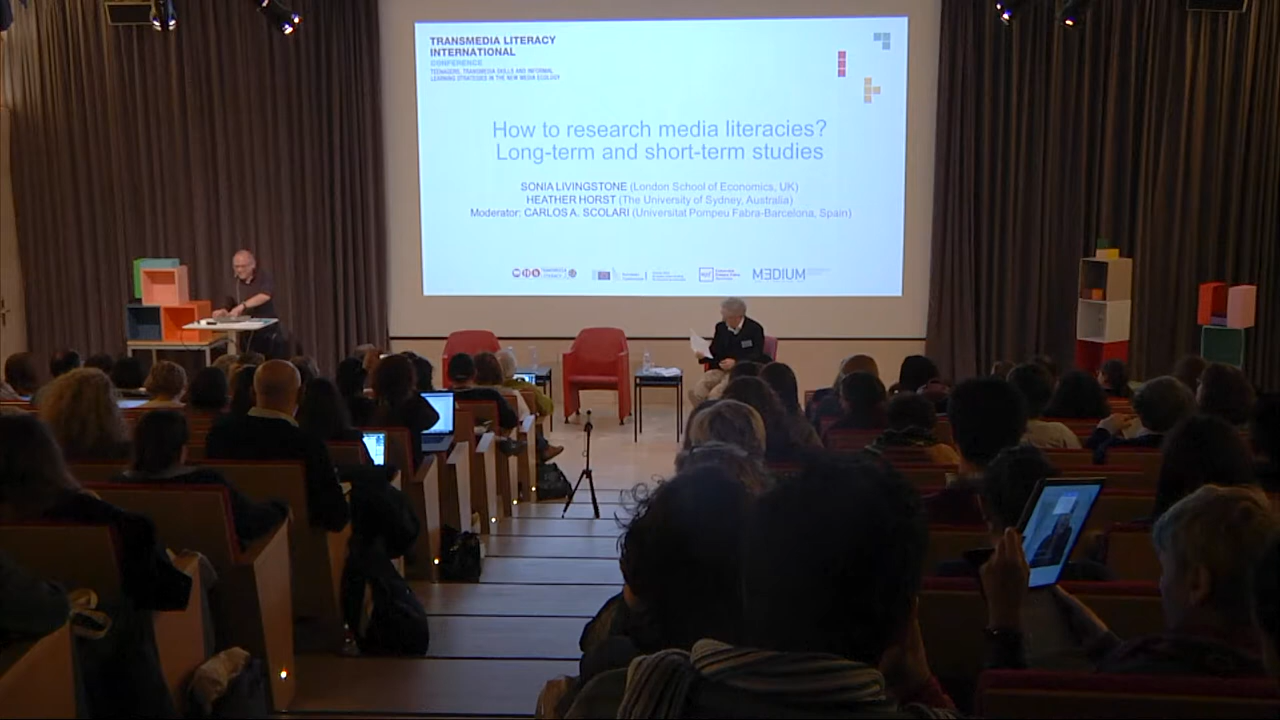 TRANSMEDIA LITERACY
INTERNATIONAL
CONFERENCE
TEENAGERS, TRANSMEDIA SKILLS AND INFORMAL
LEARNING STRATEGIES IN THE NEW MEDIA ECOLOGY
How to research media literacies?
Long-term and short-term studies
SONIA LIVINGSTONE (London School of Economics, UK)
HEATHER HORST (The University of Sydney, Australia)
Moderator: CARLOS A. SCOLARI (Universitat Pompeu Fabra-Barcelona, Spain)
MEDIUM